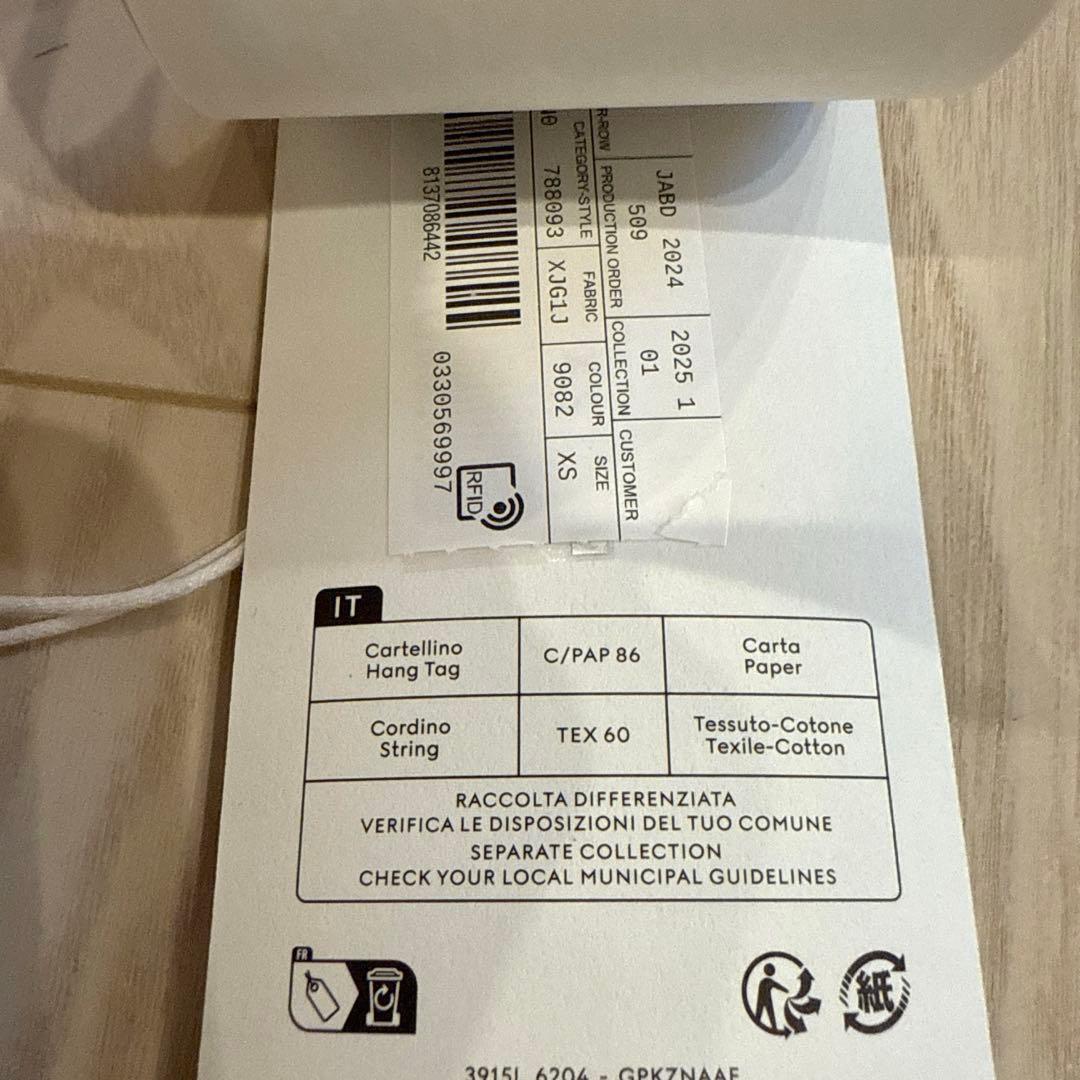 R-ROW PRODUCTION ORDER COLLECTION CUSTOMER
JABD 2024 2025 1
509 01
CATEGORY-STYLE FABRIC COLOUR SIZE
788093 XJG1J 9082 XS
8137086442 0330569997
RFID
IT
Cartellino
Hang Tag
C/PAP 86
Carta
Paper
Cordino
String
TEX 60
Tessuto-Cotone
Texile-Cotton
RACCOLTA DIFFERENZIATA
VERIFICA LE DISPOSIZIONI DEL TUO COMUNE
SEPARATE COLLECTION
CHECK YOUR LOCAL MUNICIPAL GUIDELINES
FR
紙